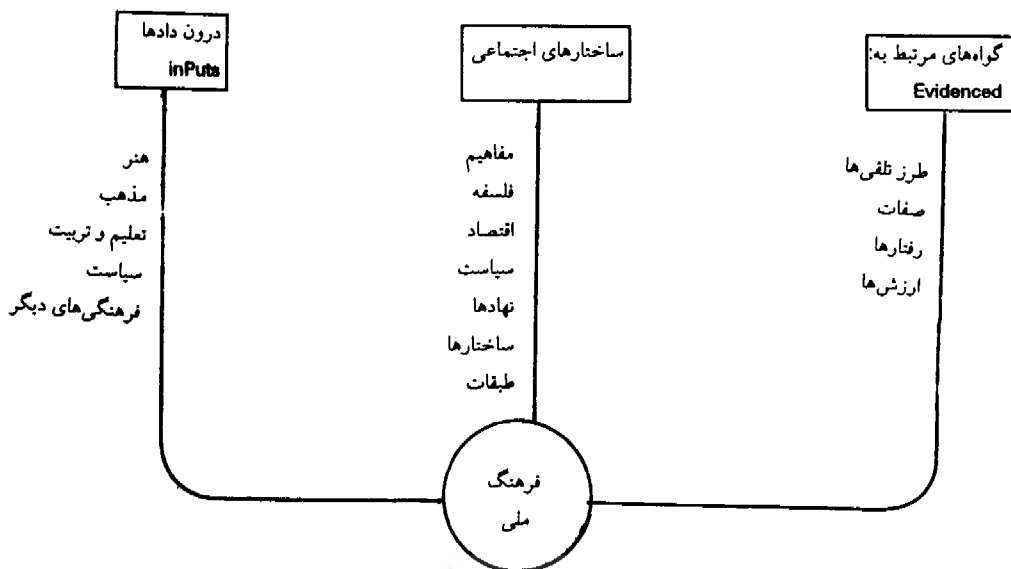 گواه‌های مرتبط به:
Evidenced
طرز تلقی‌ها
صفات
رفتارها
ارزش‌ها
ساختارهای اجتماعی
مفاهیم
فلسفه
اقتصاد
سیاست
نهادها
ساختارها
طبقات
درون دادها
inPuts
هنر
مذهب
تعلیم و تربیت
سیاست
فرهنگی‌های دیگر
فرهنگ
ملی